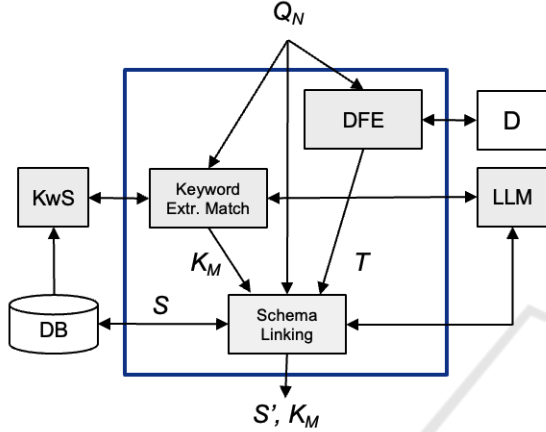 Q_N
DFE
D
KwS
Keyword
Extr. Match
LLM
K_M
T
S
DB
Schema
Linking
S', K_M